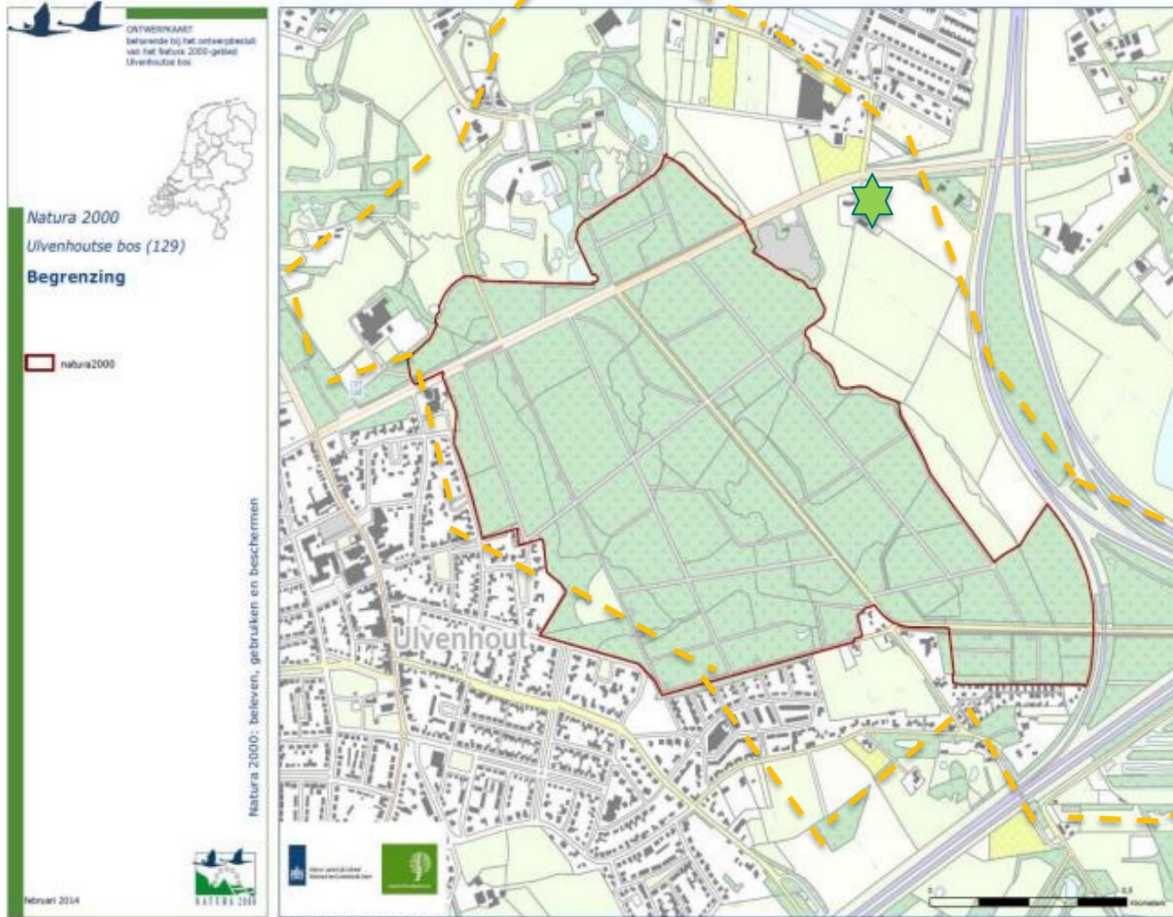 ONTWERPKAART
behorende bij het ontwerpbesluit
van het Natura 2000-gebied
Ulvenhoutse bos
Natura 2000
Ulvenhoutse bos (129)
Begrenzing
natura2000
Natura 2000: beleven, gebruiken en beschermen
NATURA 2000
februari 2014
Ulvenhout
0
0,5
Kilometers